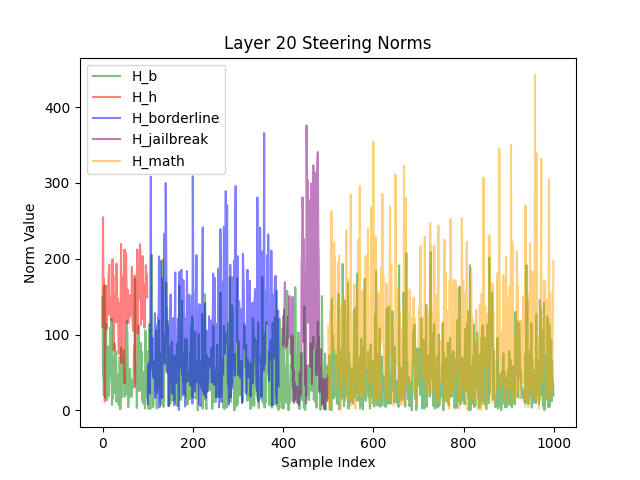 Layer 20 Steering Norms
H_b
H_h
H_borderline
H_jailbreak
H_math
Norm Value
400
300
200
100
0
0
200
400
600
800
1000
Sample Index